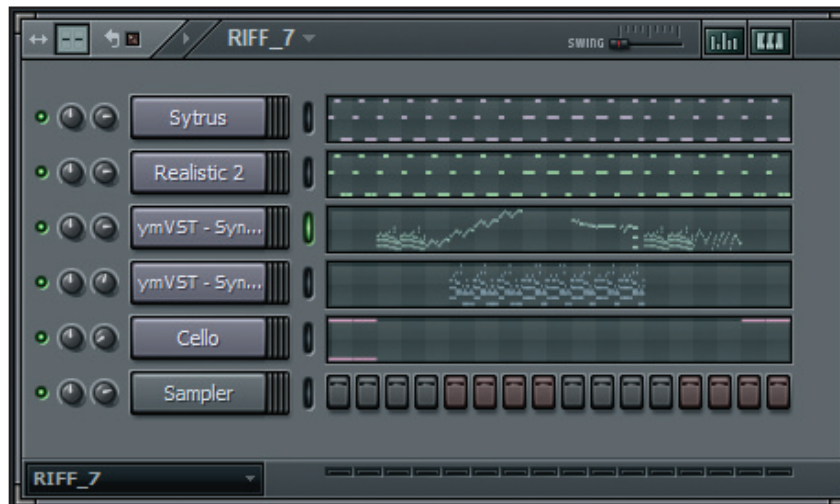 RIFF_7
SWING
Sytrus
Realistic 2
ymVST - Syn...
ymVST - Syn...
Cello
Sampler
RIFF_7